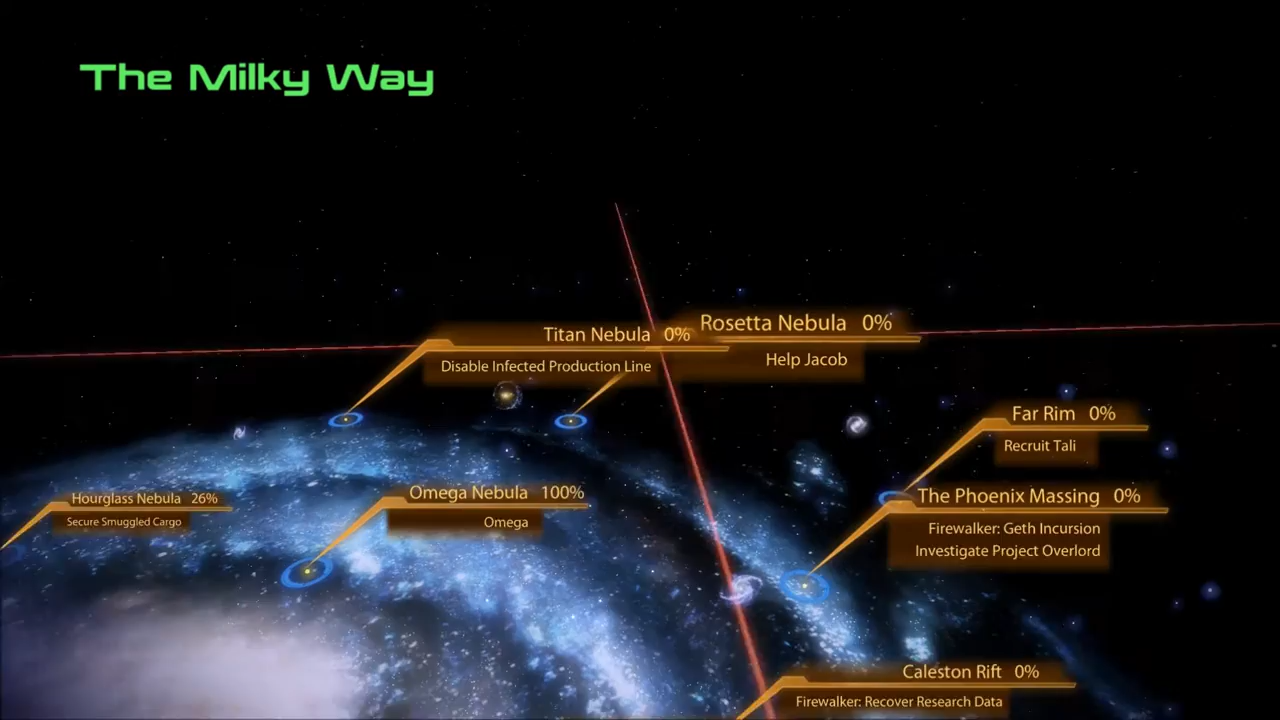 The Milky Way
Titan Nebula 0%
Disable Infected Production Line
Rosetta Nebula 0%
Help Jacob
Far Rim 0%
Recruit Tali
Hourglass Nebula 26%
Secure Smuggled Cargo
Omega Nebula 100%
Omega
The Phoenix Massing 0%
Firewalker: Geth Incursion
Investigate Project Overlord
Caleston Rift 0%
Firewalker: Recover Research Data